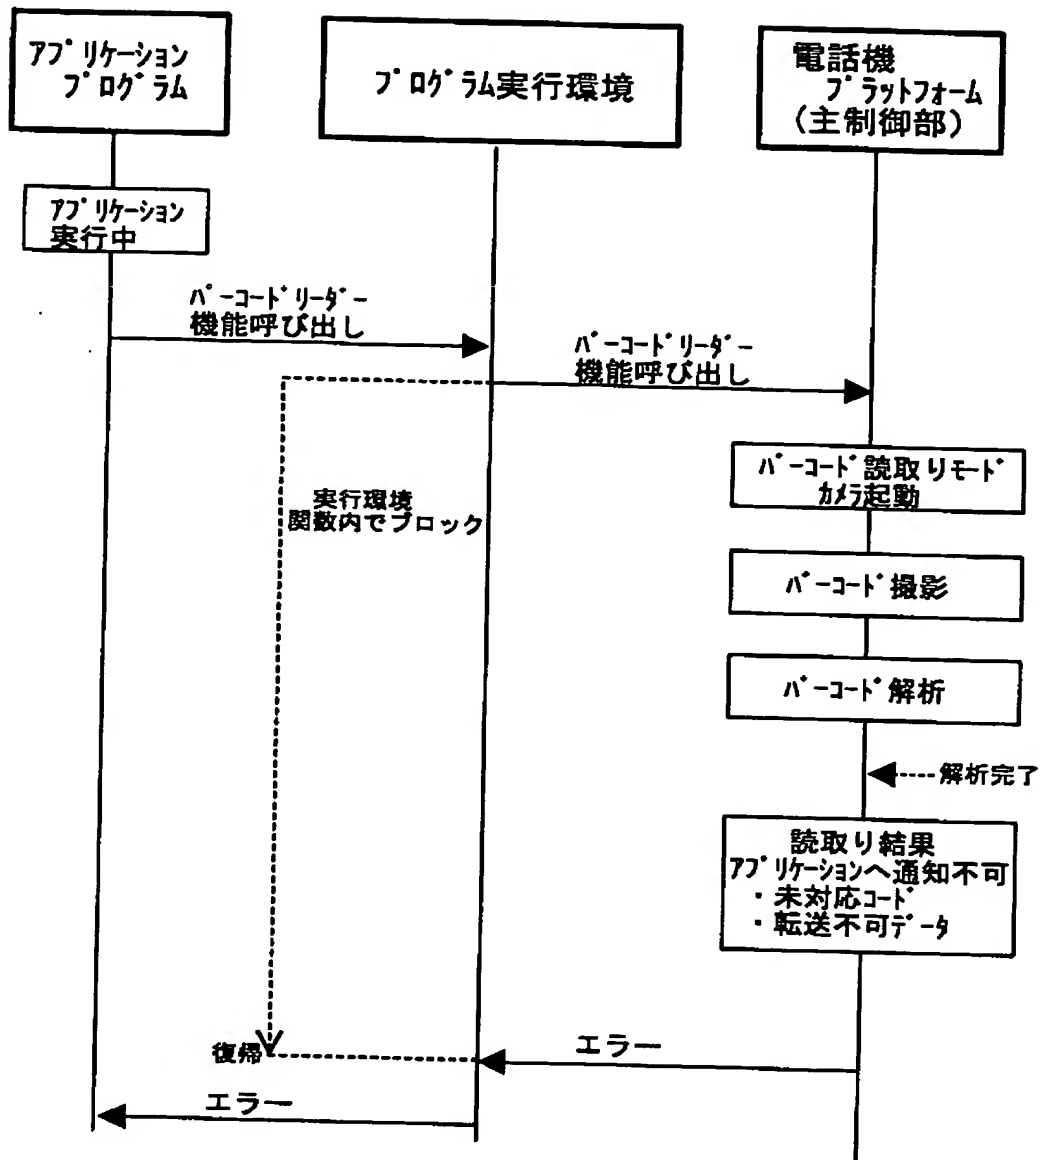 アプリケーション
プログラム
プログラム実行環境
電話機
プラットフォーム
(主制御部)
アプリケーション
実行中
バーコードリーダー
機能呼び出し
バーコードリーダー
機能呼び出し
バーコード読取りモード
カメラ起動
実行環境
関数内でブロック
バーコード撮影
バーコード解析
解析完了
読取り結果
アプリケーションへ通知不可
・未対応コード
・転送不可データ
復帰
エラー
エラー